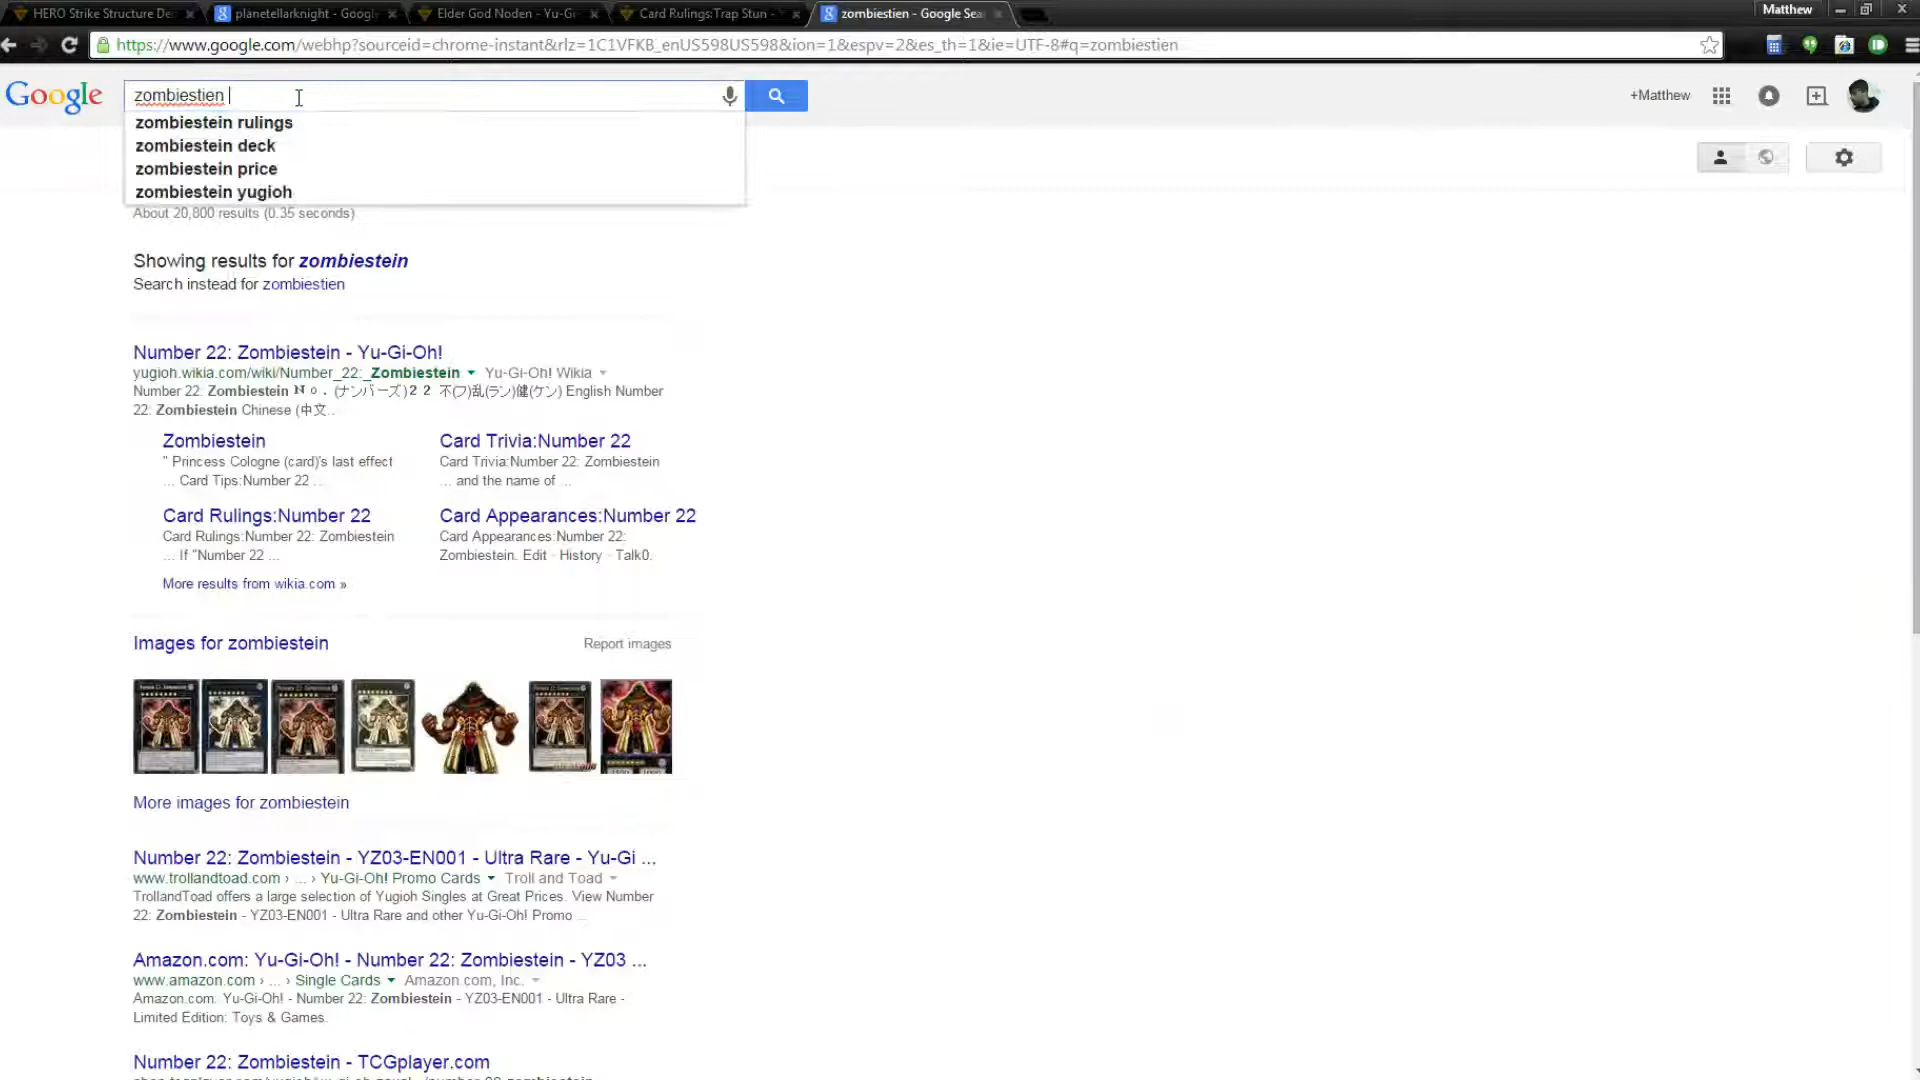 HERO Strike Structure De
planetellarknight - Googl
Elder God Noden - Yu-Gi
Card Rulings:Trap Stun -
zombiestien - Google Sea
Matthew
https://www.google.com/webhp?sourceid=chrome-instant&rlz=1C1VFKB_enUS598US598&ion=1&espv=2&es_th=1&ie=UTF-8#q=zombiestien
Google
zombiestien
+Matthew
zombiestein rulings
zombiestein deck
zombiestein price
zombiestein yugioh
About 20,800 results (0.35 seconds)
Showing results for zombiestein
Search instead for zombiestien
Number 22: Zombiestein - Yu-Gi-Oh!
yugioh.wikia.com/wiki/Number_22:_Zombiestein Yu-Gi-Oh! Wikia
Number 22: Zombiestein No. (ナンバーズ)22 不(フ)乱(ラン)健(ケン) English Number
22: Zombiestein Chinese (中文...
Zombiestein
" Princess Cologne (card)'s last effect
... Card Tips:Number 22 ...
Card Trivia:Number 22
Card Trivia:Number 22: Zombiestein
... and the name of ...
Card Rulings:Number 22
Card Rulings:Number 22: Zombiestein
... If "Number 22 ...
Card Appearances:Number 22
Card Appearances:Number 22:
Zombiestein. Edit · History · Talk0.
More results from wikia.com »
Images for zombiestein
Report images
More images for zombiestein
Number 22: Zombiestein - YZ03-EN001 - Ultra Rare - Yu-Gi ...
www.trollandtoad.com › ... › Yu-Gi-Oh! Promo Cards Troll and Toad
TrollandToad offers a large selection of Yugioh Singles at Great Prices. View Number
22: Zombiestein - YZ03-EN001 - Ultra Rare and other Yu-Gi-Oh! Promo ...
Amazon.com: Yu-Gi-Oh! - Number 22: Zombiestein - YZ03 ...
www.amazon.com › ... › Single Cards Amazon.com, Inc.
Amazon.com: Yu-Gi-Oh! - Number 22: Zombiestein - YZ03-EN001 - Ultra Rare -
Limited Edition: Toys & Games.
Number 22: Zombiestein - TCGplayer.com